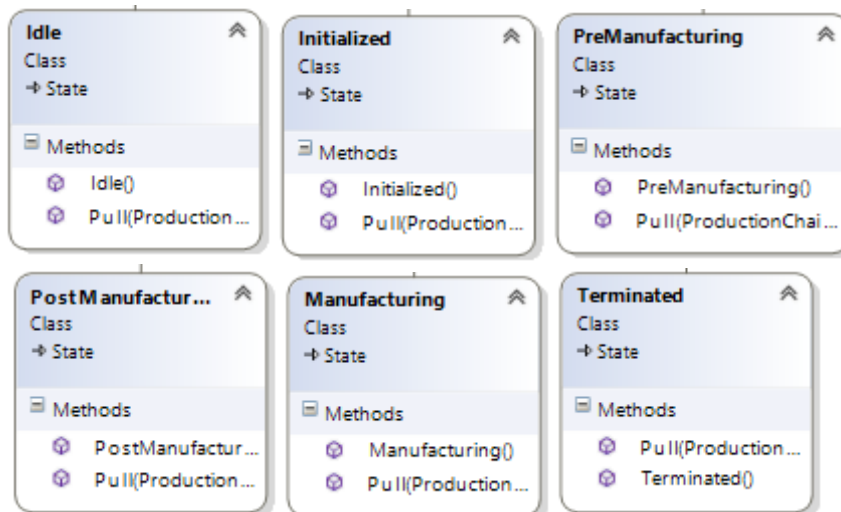 Idle
Class
State
Methods
Idle()
Pull(Production...
Initialized
Class
State
Methods
Initialized()
Pull(Production...
PreManufacturing
Class
State
Methods
PreManufacturing()
Pull(ProductionChai...
PostManufactur...
Class
State
Methods
PostManufactur...
Pull(Production...
Manufacturing
Class
State
Methods
Manufacturing()
Pull(Production...
Terminated
Class
State
Methods
Pull(Production...
Terminated()